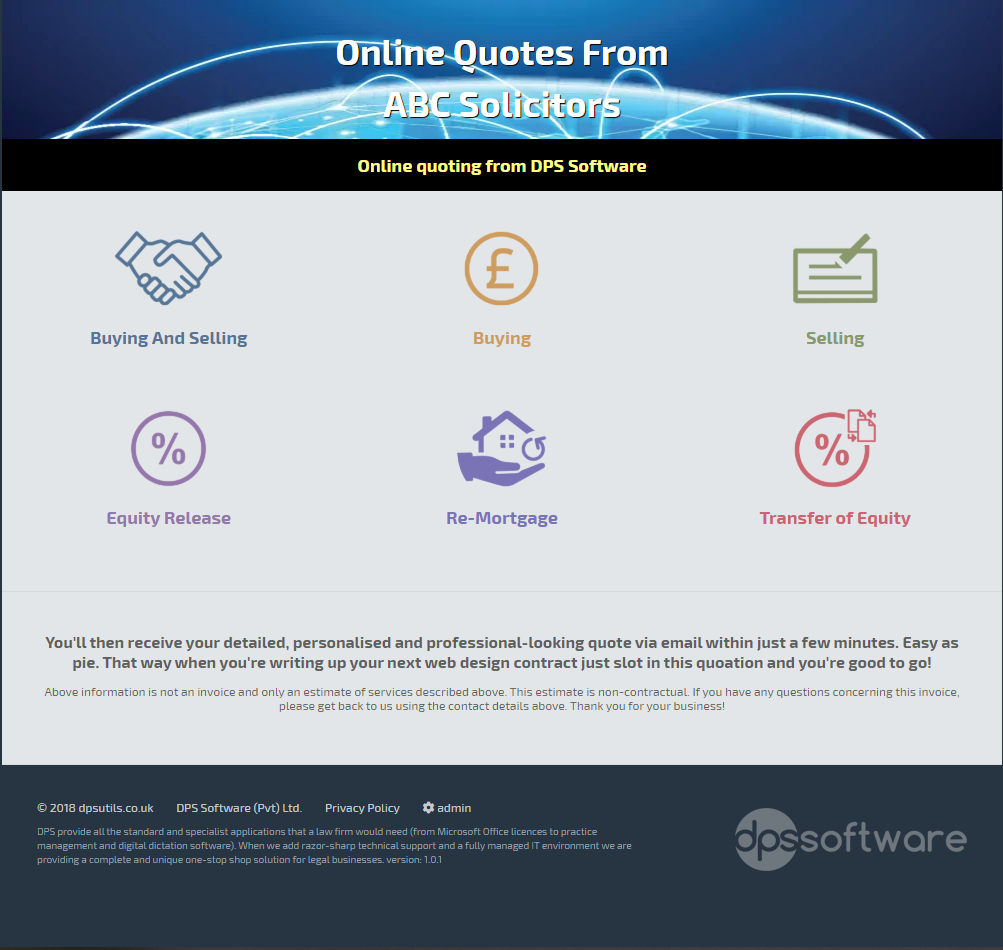 Online Quotes From
ABC Solicitors
Online quoting from DPS Software
£
Buying And Selling
Buying
Selling
%
%
Equity Release
Re-Mortgage
Transfer of Equity
You'll then receive your detailed, personalised and professional-looking quote via email within just a few minutes. Easy as
pie. That way when you're writing up your next web design contract just slot in this quoation and you're good to go!
Above information is not an invoice and only an estimate of services described above. This estimate is non-contractual. If you have any questions concerning this invoice,
please get back to us using the contact details above. Thank you for your business!
© 2018 dpsutils.co.uk DPS Software (Pvt) Ltd. Privacy Policy admin
DPS provide all the standard and specialist applications that a law firm would need (from Microsoft Office licences to practice
management and digital dictation software). When we add razor-sharp technical support and a fully managed IT environment we are
providing a complete and unique one-stop shop solution for legal businesses. version: 1.0.1
dpssoftware